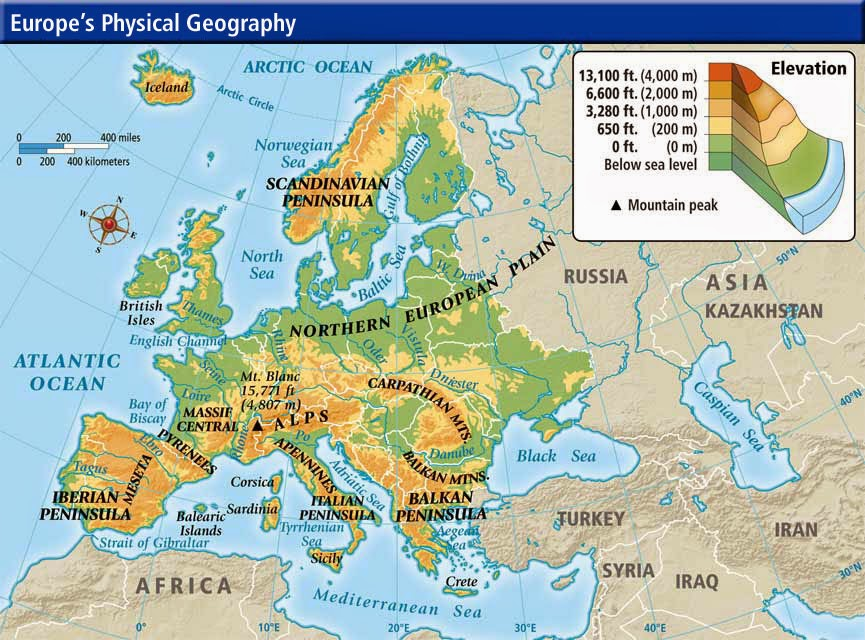 Europe's Physical Geography
ARCTIC OCEAN
Iceland
Arctic Circle
Elevation
13,100 ft. (4,000 m)
6,600 ft. (2,000 m)
3,280 ft. (1,000 m)
650 ft. (200 m)
0 ft. (0 m)
Below sea level
▲ Mountain peak
0 200 400 miles
0 200 400 kilometers
N
W
E
S
Norwegian
Sea
SCANDINAVIAN
PENINSULA
Gulf of Bothnia
North
Sea
Baltic Sea
W. Dvina
50°N
RUSSIA
ASIA
KAZAKHSTAN
British
Isles
Thames
English Channel
NORTHERN EUROPEAN PLAIN
Rhine
Oder
Vistula
ATLANTIC
OCEAN
Seine
Loire
Mt. Blanc
15,771 ft
(4,807 m)
CARPATHIAN MTS.
Dniester
Caspian Sea
40°N
Bay of
Biscay
MASSIF
CENTRAL
ALPS
Rhone
Po
PYRENEES
Ebro
APENNINES
Adriatic Sea
Danube
BALKAN MTNS.
Black Sea
Tagus
MESETA
IBERIAN
PENINSULA
Corsica
Sardinia
Balearic
Islands
ITALIAN
PENINSULA
BALKAN
PENINSULA
TURKEY
IRAN
Strait of Gibraltar
Tyrrhenian
Sea
Aegean
Sea
Sicily
Crete
SYRIA
IRAQ
30°N
AFRICA
Mediterranean Sea
0°
10°E
20°E
30°E
40°E